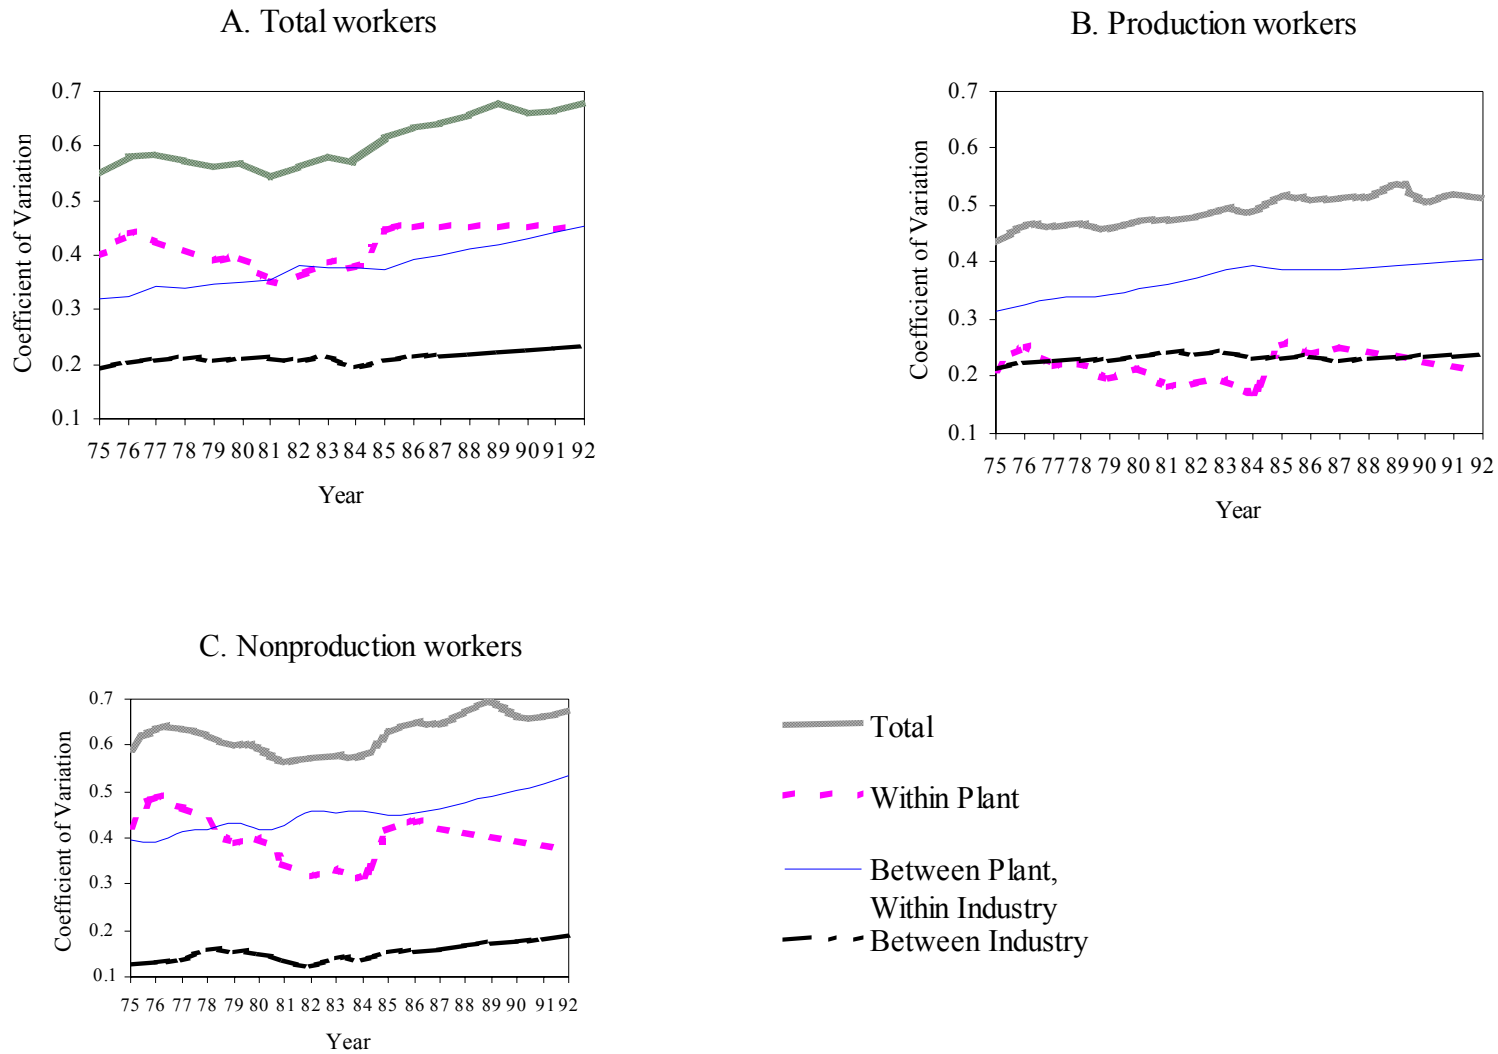 A. Total workers
Coefficient of Variation
0.7
0.6
0.5
0.4
0.3
0.2
0.1
75 76 77 78 79 80 81 82 83 84 85 86 87 88 89 90 91 92
Year
B. Production workers
Coefficient of Variation
0.7
0.6
0.5
0.4
0.3
0.2
0.1
75 76 77 78 79 80 81 82 83 84 85 86 87 88 89 90 91 92
Year
C. Nonproduction workers
Coefficient of Variation
0.7
0.6
0.5
0.4
0.3
0.2
0.1
75 76 77 78 79 80 81 82 83 84 85 86 87 88 89 90 91 92
Year
Total
Within Plant
Between Plant,
Within Industry
Between Industry